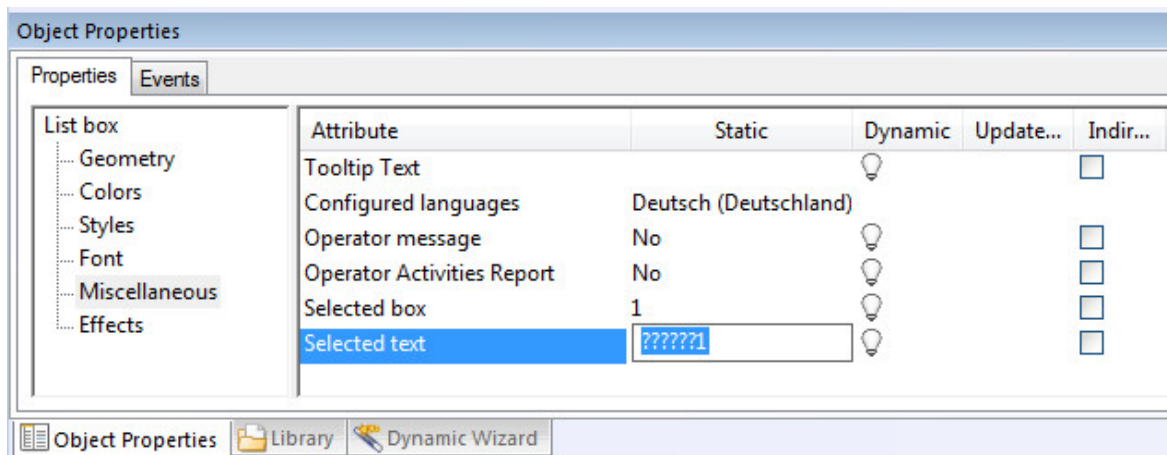 Object Properties
Properties Events
List box
Geometry
Colors
Styles
Font
Miscellaneous
Effects
Attribute Static Dynamic Update... Indir...
Tooltip Text
Configured languages Deutsch (Deutschland)
Operator message No
Operator Activities Report No
Selected box 1
Selected text ??????1
Object Properties Library Dynamic Wizard